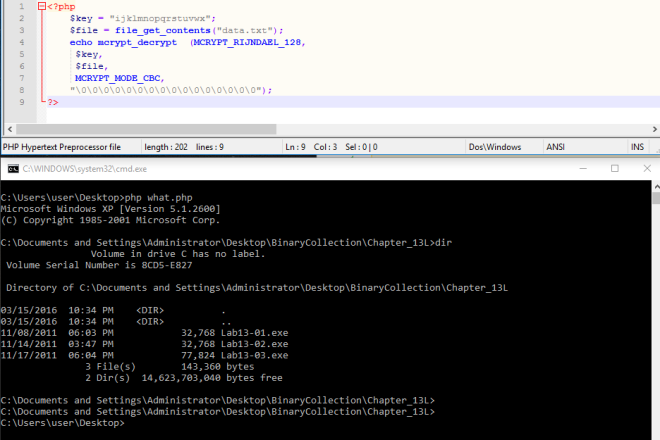 1 <?php
2 $key = "ijklmnopqrstuvwx";
3 $file = file_get_contents("data.txt");
4 echo mcrypt_decrypt (MCRYPT_RIJNDAEL_128,
5 $key,
6 $file,
7 MCRYPT_MODE_CBC,
8 "\0\0\0\0\0\0\0\0\0\0\0\0\0\0\0\0");
9 ?>
PHP Hypertext Preprocessor file length : 202 lines : 9 Ln : 9 Col : 3 Sel : 0 | 0 Dos\Windows ANSI INS
C:\WINDOWS\system32\cmd.exe
C:\Users\user\Desktop>php what.php
Microsoft Windows XP [Version 5.1.2600]
(C) Copyright 1985-2001 Microsoft Corp.
C:\Documents and Settings\Administrator\Desktop\BinaryCollection\Chapter_13L>dir
Volume in drive C has no label.
Volume Serial Number is 8CD5-E827
Directory of C:\Documents and Settings\Administrator\Desktop\BinaryCollection\Chapter_13L
03/15/2016 10:34 PM <DIR> .
03/15/2016 10:34 PM <DIR> ..
11/08/2011 06:03 PM 32,768 Lab13-01.exe
11/14/2011 03:47 PM 32,768 Lab13-02.exe
11/17/2011 06:04 PM 77,824 Lab13-03.exe
3 File(s) 143,360 bytes
2 Dir(s) 14,623,703,040 bytes free
C:\Documents and Settings\Administrator\Desktop\BinaryCollection\Chapter_13L>
C:\Documents and Settings\Administrator\Desktop\BinaryCollection\Chapter_13L>
C:\Users\user\Desktop>